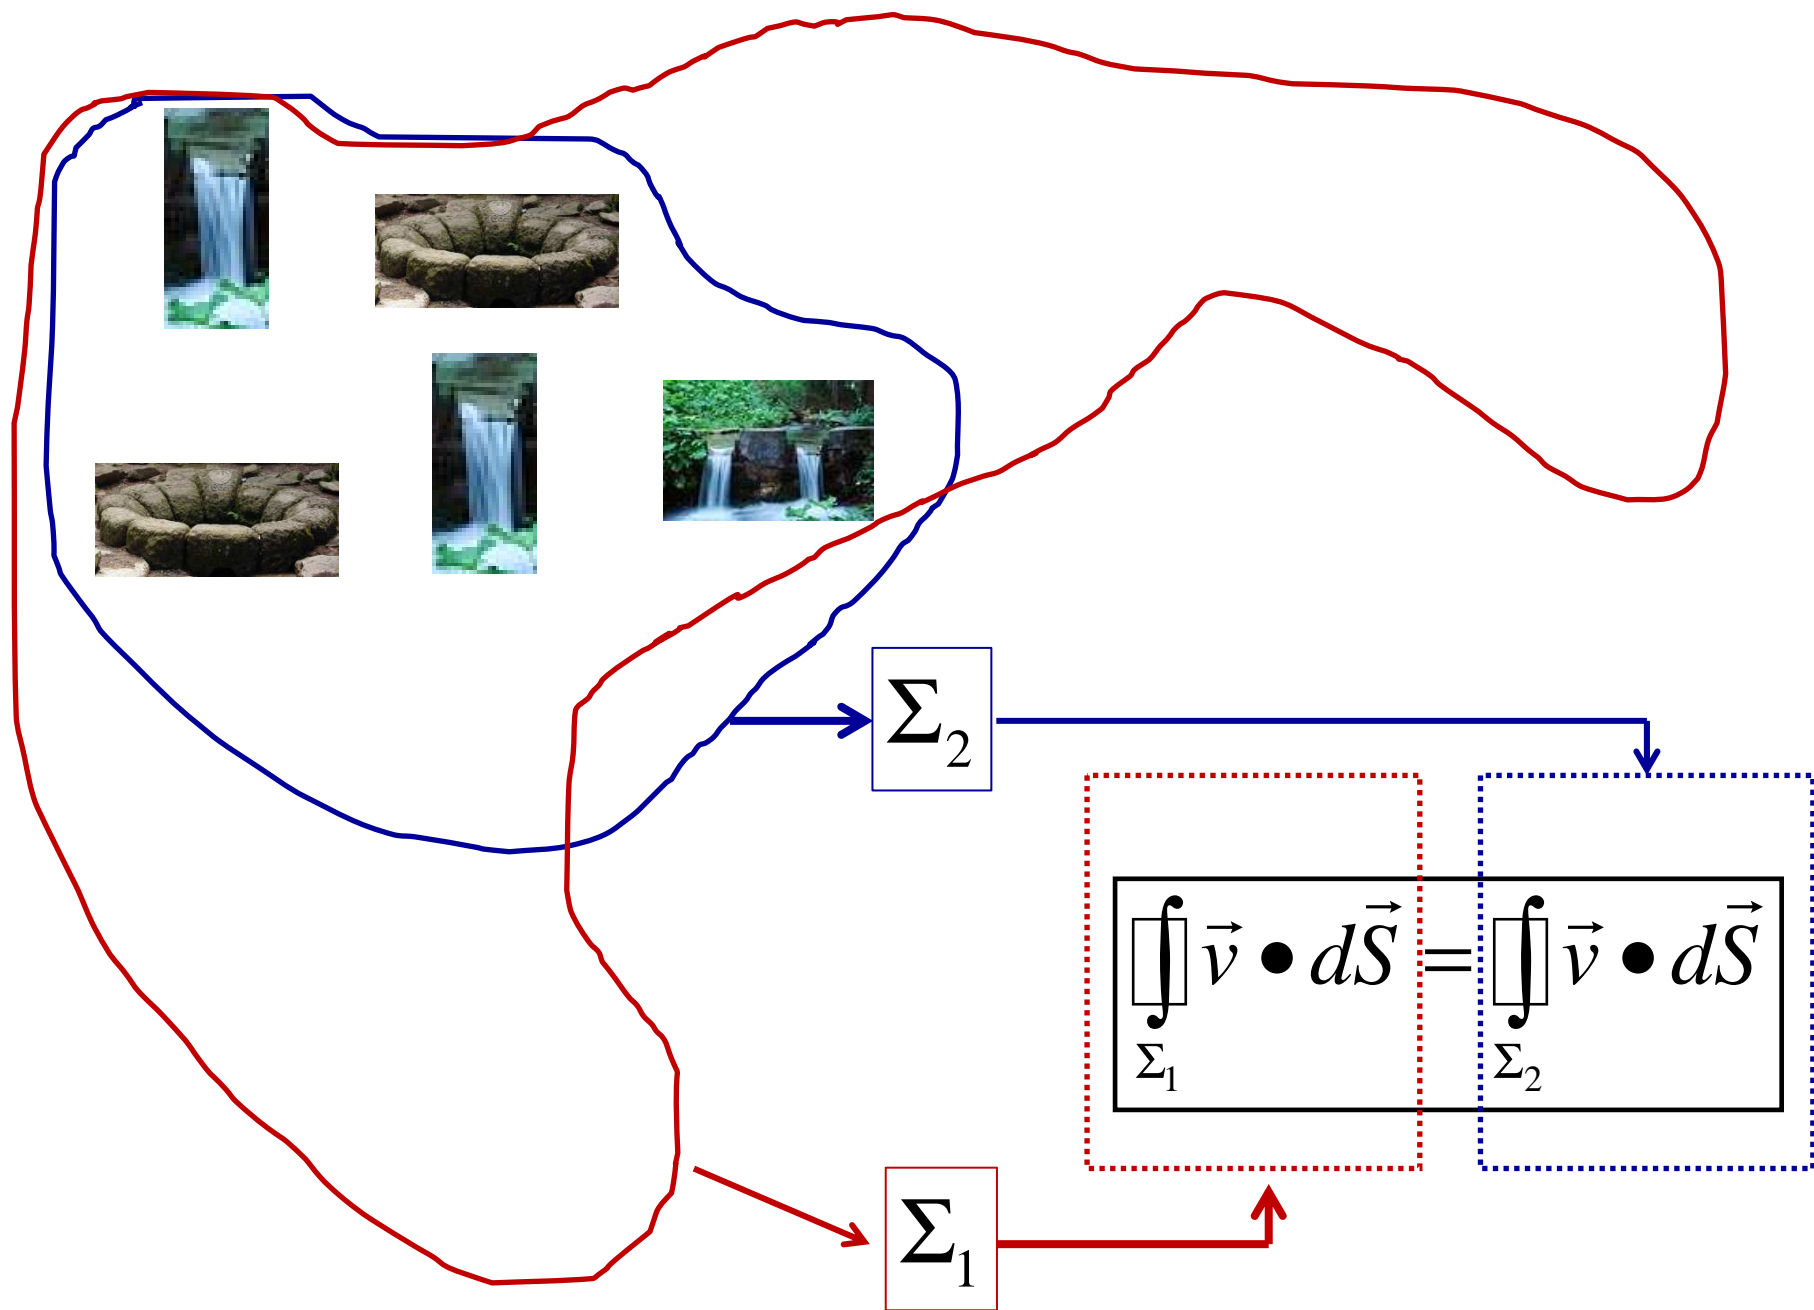 Σ₂
∮ v⃗ • dS⃗ = ∮ v⃗ • dS⃗
Σ₁ Σ₂
Σ₁